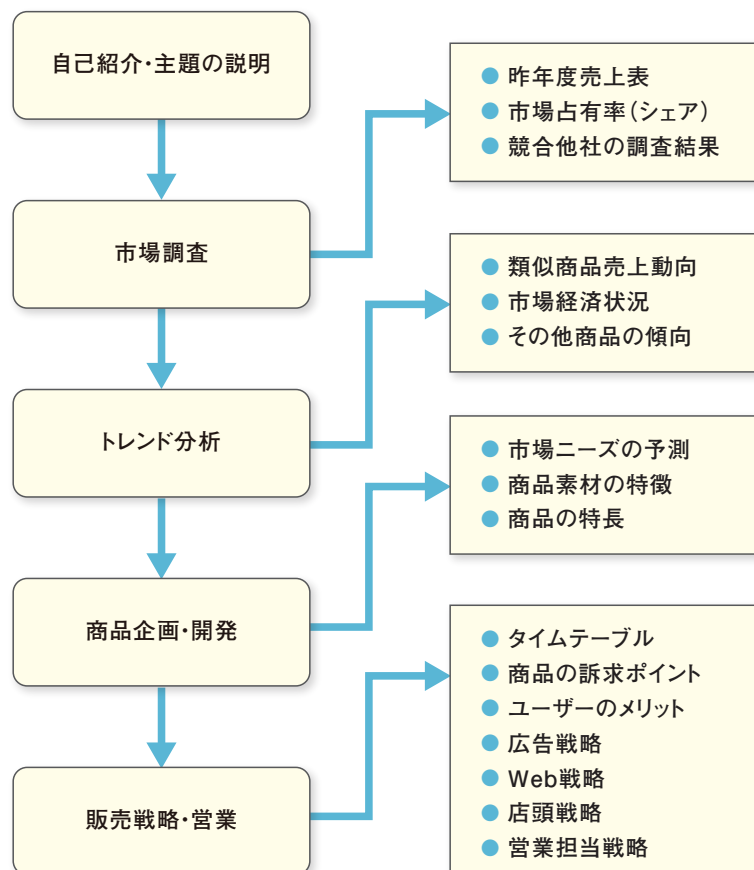 自己紹介・主題の説明
市場調査
● 昨年度売上表
● 市場占有率（シェア）
● 競合他社の調査結果
トレンド分析
● 類似商品売上動向
● 市場経済状況
● その他商品の傾向
商品企画・開発
● 市場ニーズの予測
● 商品素材の特徴
● 商品の特長
販売戦略・営業
● タイムテーブル
● 商品の訴求ポイント
● ユーザーのメリット
● 広告戦略
● Web戦略
● 店頭戦略
● 営業担当戦略